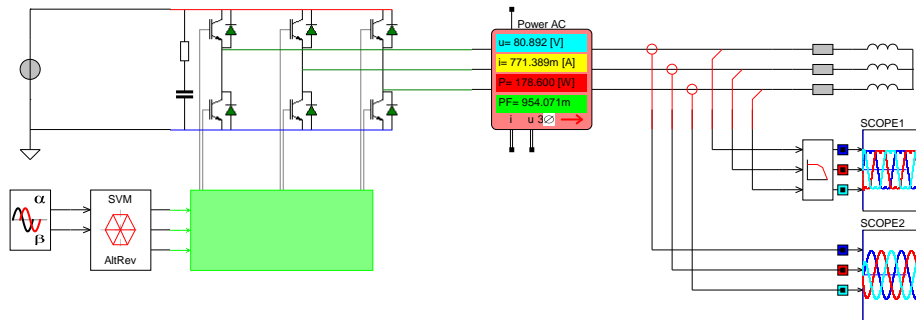 Power AC
u= 80.892 [V]
i= 771.389m [A]
P= 178.600 [W]
PF= 954.071m
i u 3∅
SCOPE1
α
β
SVM
AltRev
SCOPE2